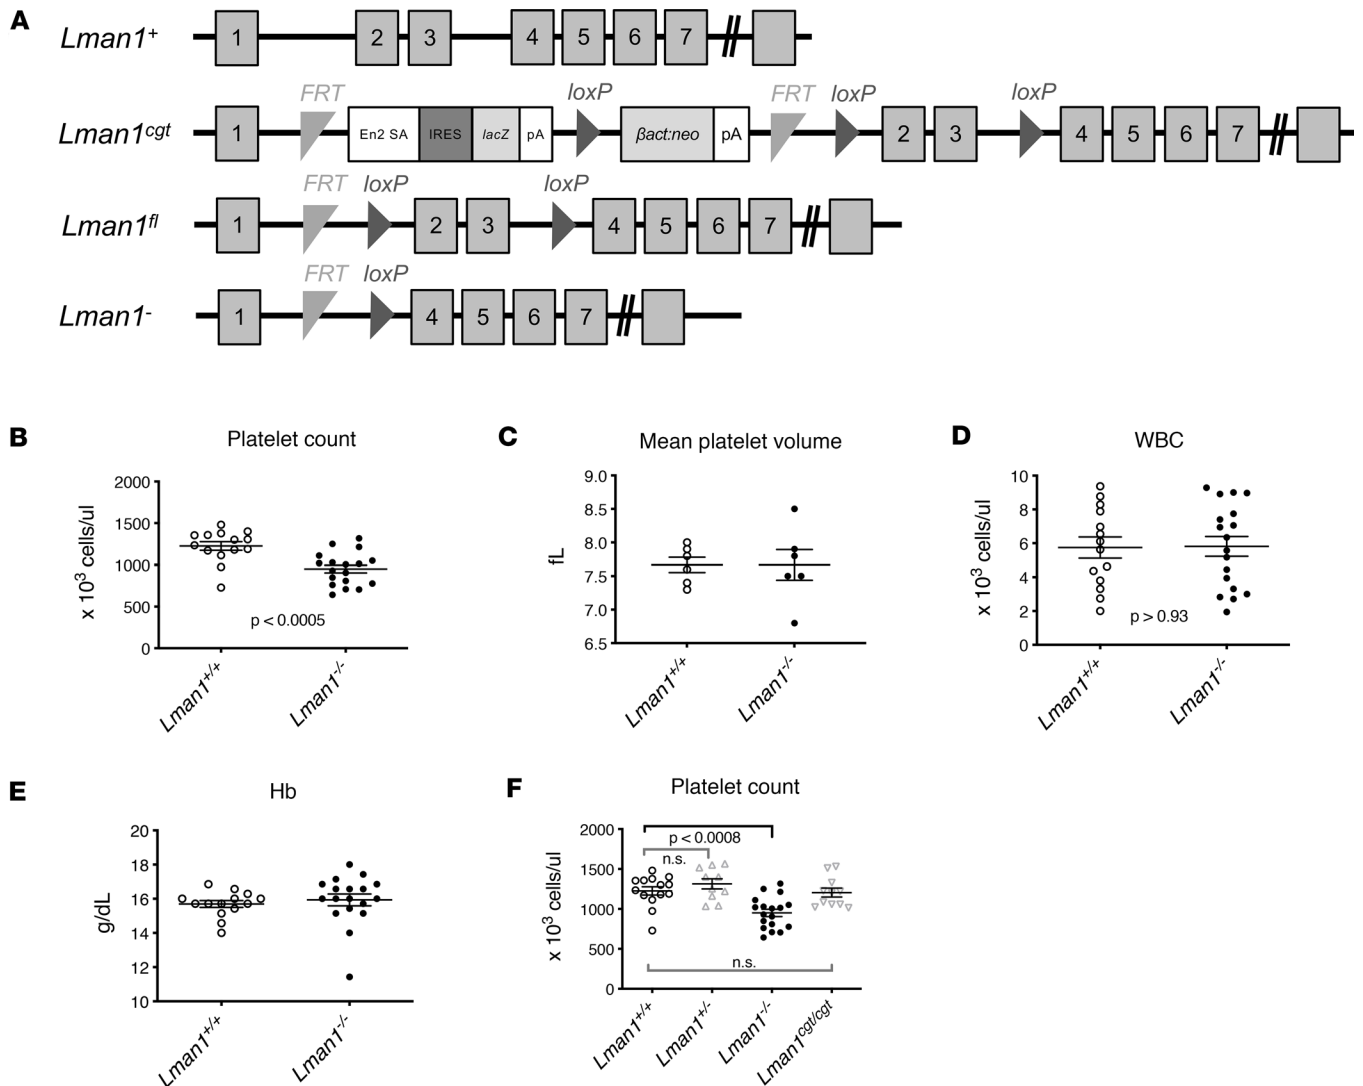 A
Lman1+ 1 2 3 4 5 6 7
FRT loxP FRT loxP loxP
Lman1cgt 1 En2 SA IRES lacZ pA βact:neo pA 2 3 4 5 6 7
FRT loxP loxP
Lman1fl 1 2 3 4 5 6 7
FRT loxP
Lman1- 1 4 5 6 7
B
Platelet count
x 10³ cells/ul
2000
1500
1000
500
0
p < 0.0005
Lman1+/+
Lman1-/-
C
Mean platelet volume
fL
9.0
8.5
8.0
7.5
7.0
6.5
Lman1+/+
Lman1-/-
D
WBC
x 10³ cells/ul
10
8
6
4
2
0
p > 0.93
Lman1+/+
Lman1-/-
E
Hb
g/dL
20
18
16
14
12
10
Lman1+/+
Lman1-/-
F
Platelet count
x 10³ cells/ul
2000
1500
1000
500
0
p < 0.0008
n.s.
n.s.
Lman1+/+
Lman1+/-
Lman1-/-
Lman1cgt/cgt